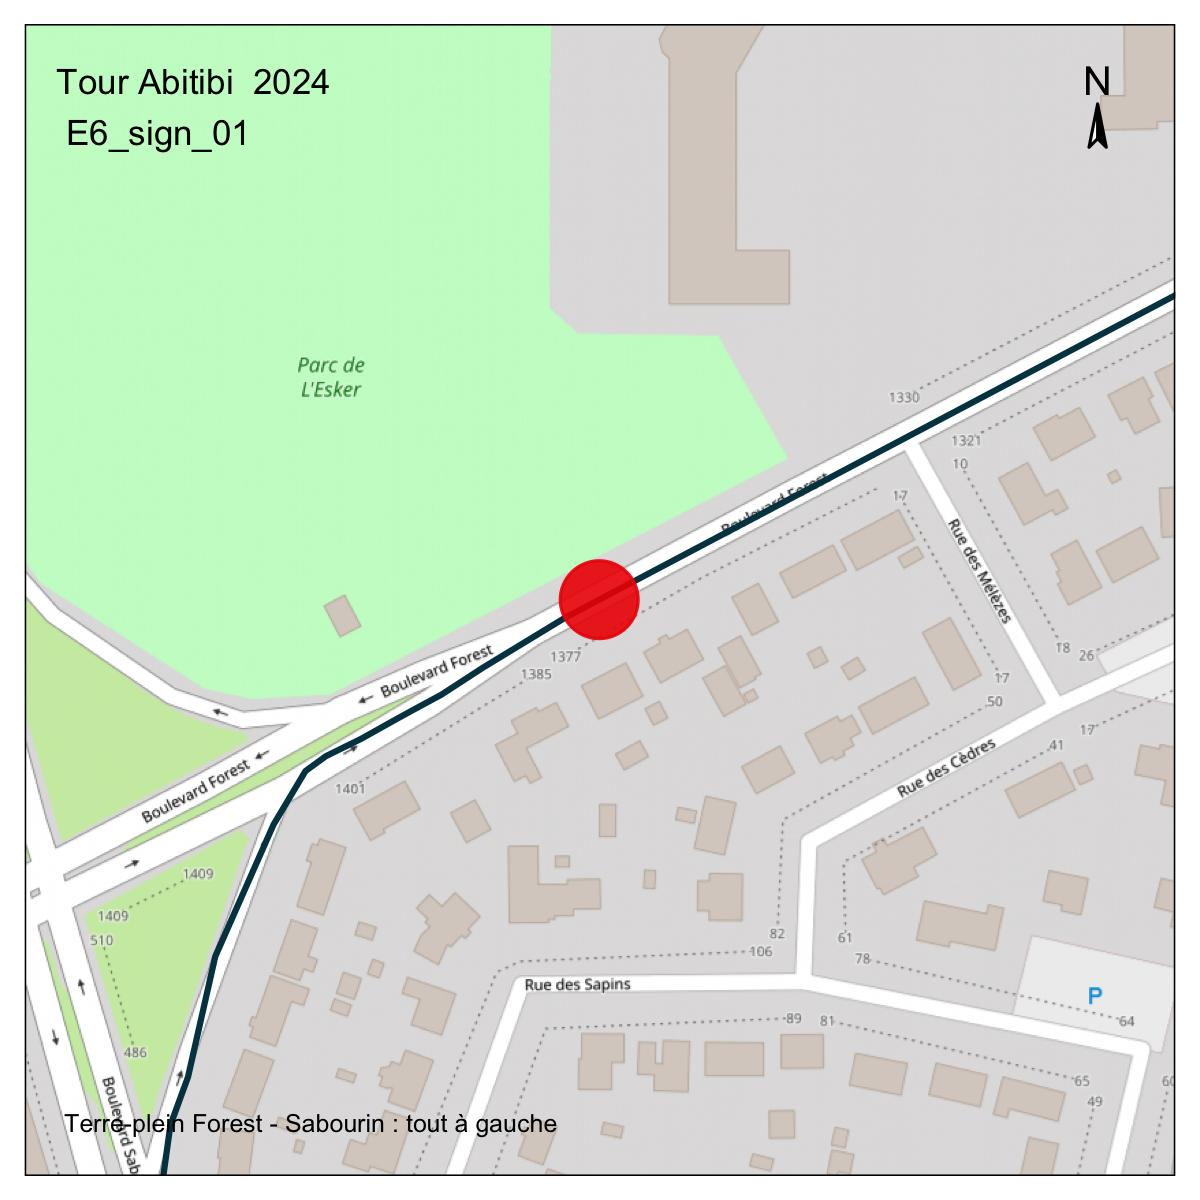 Tour Abitibi  2024
N
E6_sign_01
Parc de
L'Esker
1330
1321
10
Boulevard Forest
17
Rue des Mélèzes
18
26
1377
Boulevard Forest
1385
17
50
17
41
Rue des Cèdres
Boulevard Forest
1401
1409
1409
510
82
61
106
78
Rue des Sapins
P
89
81
64
486
65
60
49
Boulevard Sab
Terre-plein Forest - Sabourin : tout à gauche